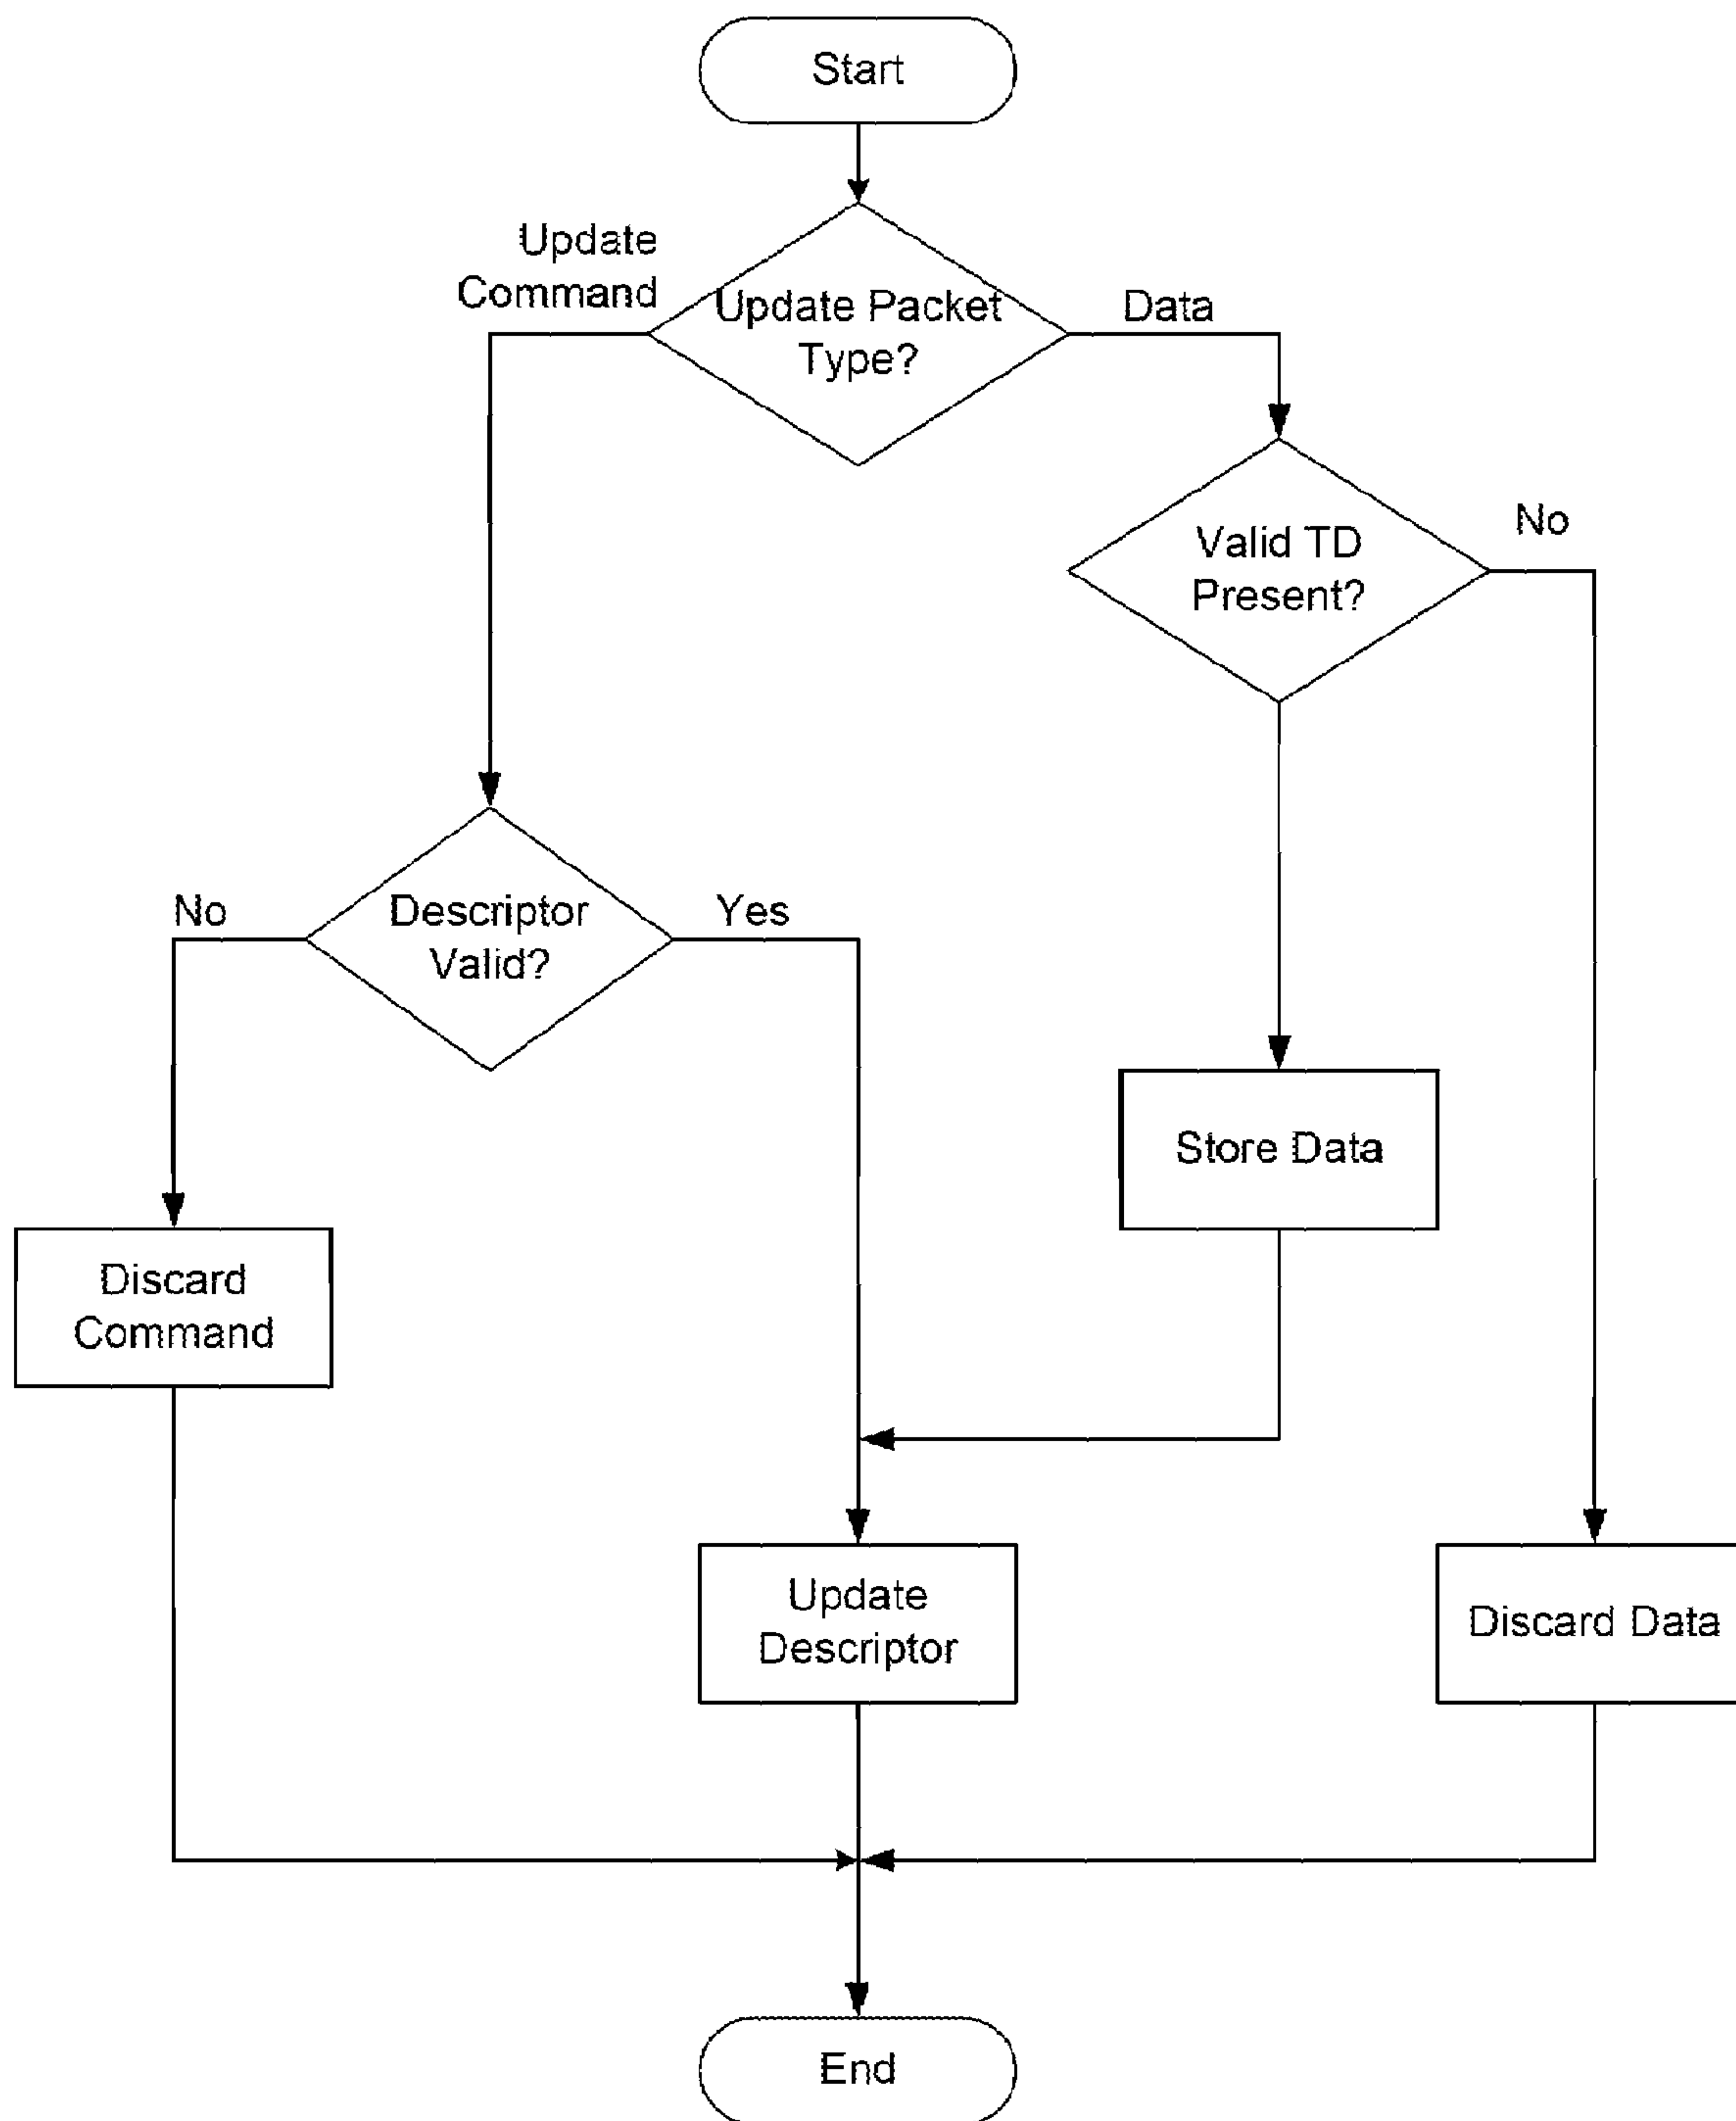 Start
Update
Command
Update Packet
Type?
Data
Valid TD
Present?
No
No
Descriptor
Valid?
Yes
Store Data
Discard
Command
Update
Descriptor
Discard Data
End